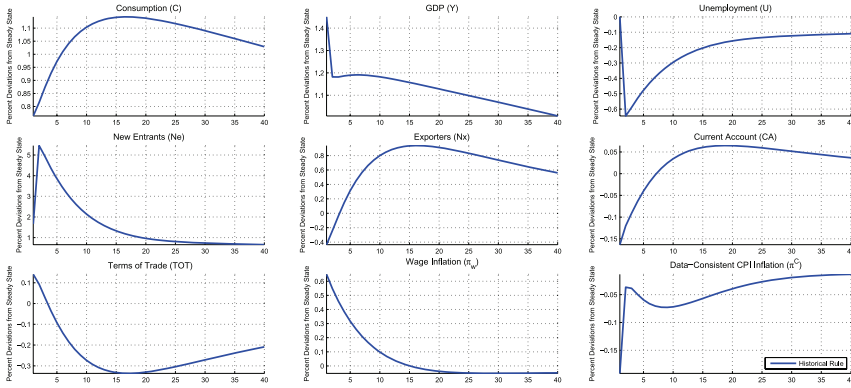 Consumption (C)
Percent Deviations from Steady State
1.1
1.05
1
0.95
0.9
0.85
0.8
5 10 15 20 25 30 35 40
GDP (Y)
Percent Deviations from Steady State
1.4
1.3
1.2
1.1
5 10 15 20 25 30 35 40
Unemployment (U)
Percent Deviations from Steady State
0
−0.1
−0.2
−0.3
−0.4
−0.5
−0.6
5 10 15 20 25 30 35 40
New Entrants (Ne)
Percent Deviations from Steady State
5
4
3
2
1
5 10 15 20 25 30 35 40
Exporters (Nx)
Percent Deviations from Steady State
0.8
0.6
0.4
0.2
0
−0.2
−0.4
5 10 15 20 25 30 35 40
Current Account (CA)
Percent Deviations from Steady State
0.05
0
−0.05
−0.1
−0.15
5 10 15 20 25 30 35 40
Terms of Trade (TOT)
Percent Deviations from Steady State
0.1
0
−0.1
−0.2
−0.3
5 10 15 20 25 30 35 40
Wage Inflation (πw)
Percent Deviations from Steady State
0.6
0.5
0.4
0.3
0.2
0.1
0
5 10 15 20 25 30 35 40
Data−Consistent CPI Inflation (πC)
Percent Deviations from Steady State
−0.05
−0.1
−0.15
5 10 15 20 25 30 35 40
Historical Rule